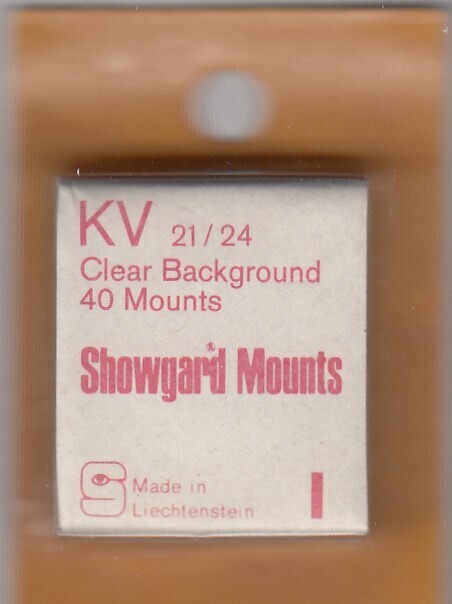 KV 21/24
Clear Background
40 Mounts
Showgard® Mounts
S Made in
Liechtenstein
I